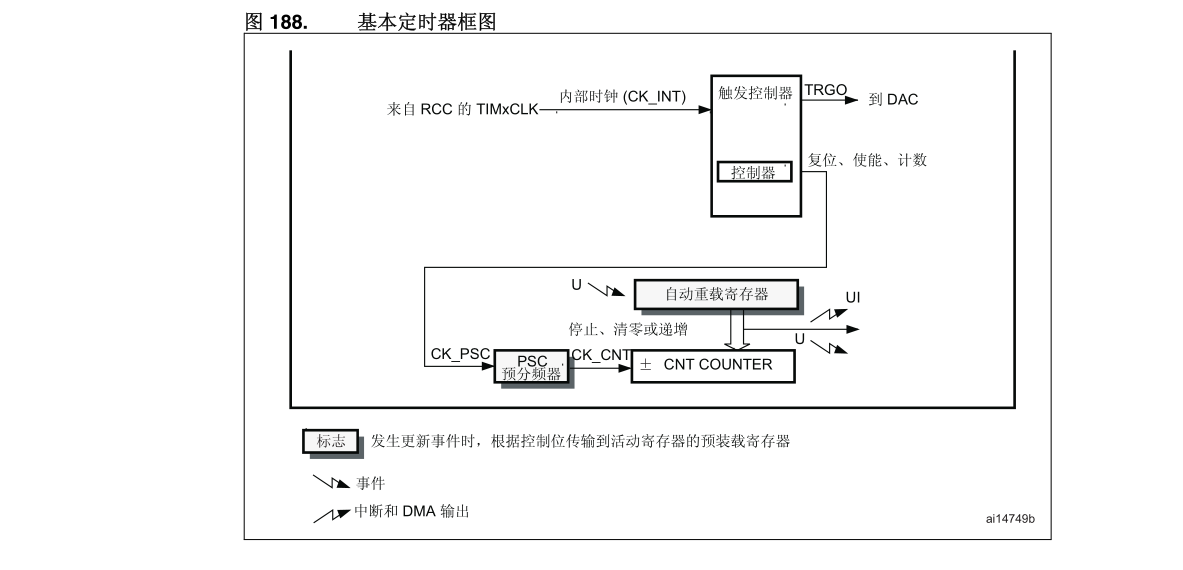 图 188. 基本定时器框图
内部时钟 (CK_INT)
来自 RCC 的 TIMxCLK
触发控制器
TRGO
到 DAC
控制器
复位、使能、计数
U
自动重载寄存器
UI
停止、清零或递增
U
CK_PSC
PSC
预分频器
CK_CNT
± CNT COUNTER
标志 发生更新事件时，根据控制位传输到活动寄存器的预装载寄存器
事件
中断和 DMA 输出
ai14749b